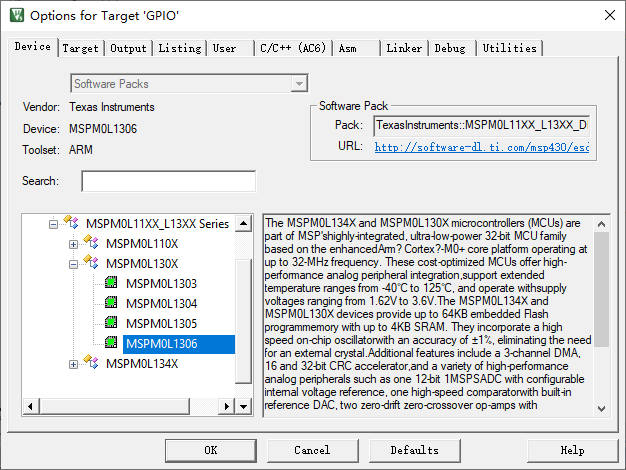 Options for Target 'GPIO'
Device Target Output Listing User C/C++ (AC6) Asm Linker Debug Utilities
Software Packs
Software Pack
Vendor: Texas Instruments
Device: MSPM0L1306
Toolset: ARM
Pack: TexasInstruments::MSPM0L11XX_L13XX_D
URL: http://software-dl.ti.com/msp430/esd
Search:
MSPM0L11XX_L13XX Series
MSPM0L110X
MSPM0L130X
MSPM0L1303
MSPM0L1304
MSPM0L1305
MSPM0L1306
MSPM0L134X
The MSPM0L134X and MSPM0L130X microcontrollers (MCUs) are
part of MSP'shighly-integrated, ultra-low-power 32-bit MCU family
based on the enhancedArm? Cortex?-M0+ core platform operating at
up to 32-MHz frequency. These cost-optimized MCUs offer high-
performance analog peripheral integration,support extended
temperature ranges from -40℃ to 125℃, and operate withsupply
voltages ranging from 1.62V to 3.6V.The MSPM0L134X and
MSPM0L130X devices provide up to 64KB embedded Flash
programmemory with up to 4KB SRAM. They incorporate a high
speed on-chip oscillatorwith an accuracy of ±1%, eliminating the need
for an external crystal.Additional features include a 3-channel DMA,
16 and 32-bit CRC accelerator,and a variety of high-performance
analog peripherals such as one 12-bit 1MSPSADC with configurable
internal voltage reference, one high-speed comparatorwith built-in
reference DAC, two zero-drift zero-crossover op-amps with
OK Cancel Defaults Help